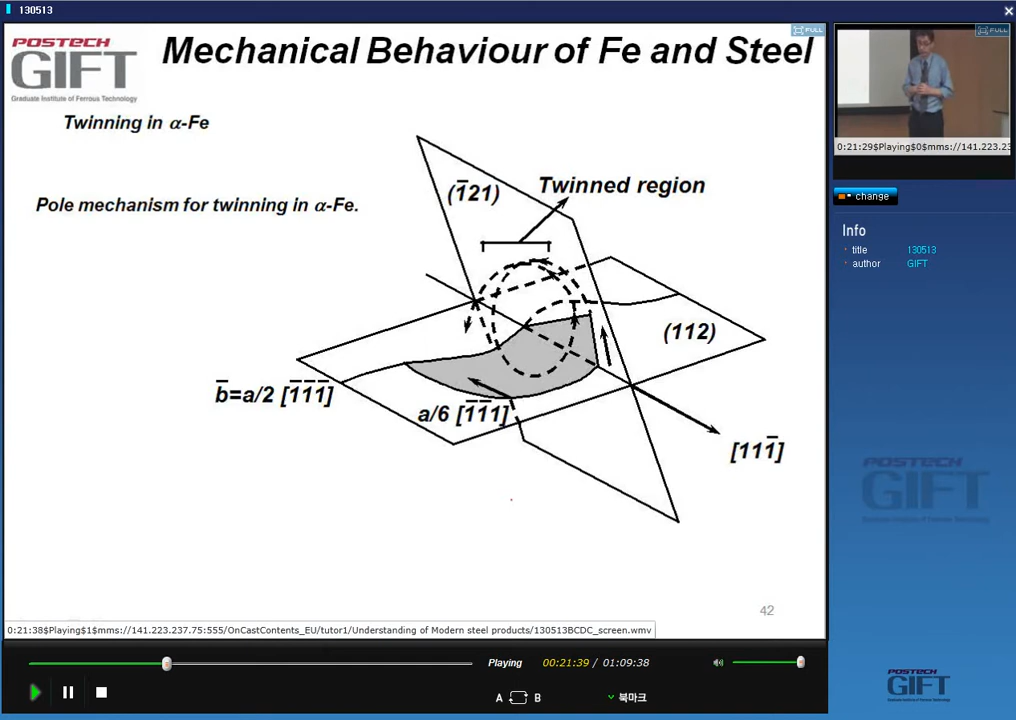 130513
POSTECH
GIFT
Graduate Institute of Ferrous Technology
Mechanical Behaviour of Fe and Steel
FULL
FULL
Twinning in α-Fe
Pole mechanism for twinning in α-Fe.
(1̅21)
Twinned region
(112)
b̅=a/2 [1̅1̅1̅]
a/6 [1̅1̅1]
[111̅]
42
0:21:38$Playing$1$mms://141.223.237.75:555/OnCastContents_EU/tutor1/Understanding of Modern steel products/130513BCDC_screen.wmv
0:21:29$Playing$0$mms://141.223.23
change
Info
title 130513
author GIFT
POSTECH
GIFT
Playing 00:21:39 / 01:09:38
A B 북마크
POSTECH
GIFT